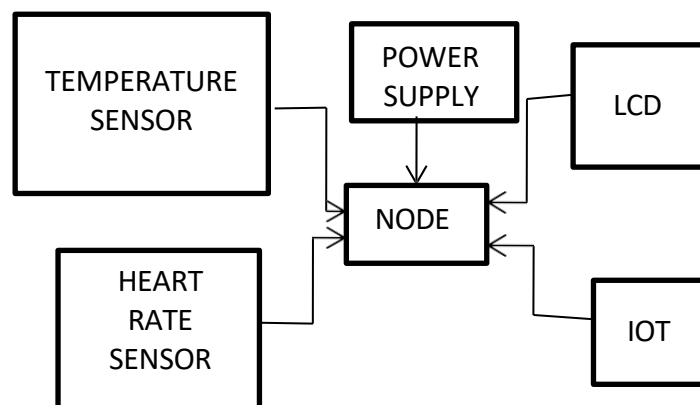 TEMPERATURE
SENSOR
POWER
SUPPLY
LCD
NODE
HEART
RATE
SENSOR
IOT